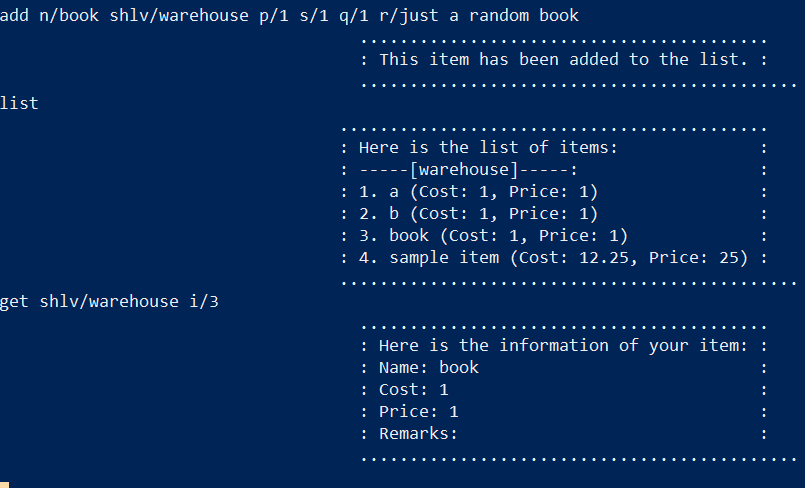 add n/book shlv/warehouse p/1 s/1 q/1 r/just a random book
.........................................
: This item has been added to the list. :
............................................
list
...........................................
: Here is the list of items: :
: -----[warehouse]-----: :
: 1. a (Cost: 1, Price: 1) :
: 2. b (Cost: 1, Price: 1) :
: 3. book (Cost: 1, Price: 1) :
: 4. sample item (Cost: 12.25, Price: 25) :
..............................................
get shlv/warehouse i/3
.........................................
: Here is the information of your item: :
: Name: book :
: Cost: 1 :
: Price: 1 :
: Remarks: :
............................................